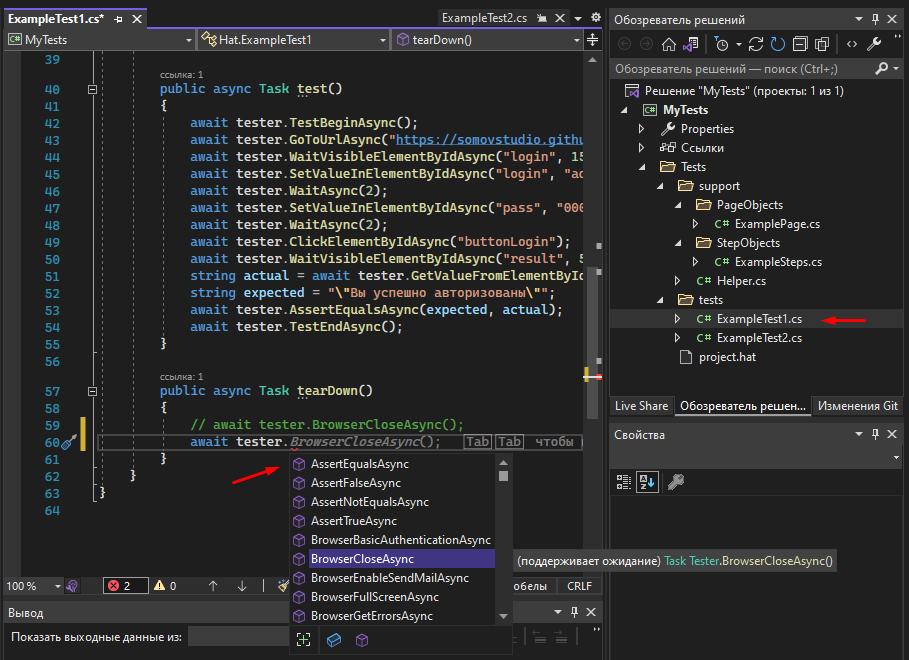 ExampleTest1.cs*
ExampleTest2.cs
MyTests
Hat.ExampleTest1
tearDown()
39
ссылка: 1
40 public async Task test()
41 {
42 await tester.TestBeginAsync();
43 await tester.GoToUrlAsync("https://somovstudio.githu
44 await tester.WaitVisibleElementByIdAsync("login", 15
45 await tester.SetValueInElementByIdAsync("login", "ad
46 await tester.WaitAsync(2);
47 await tester.SetValueInElementByIdAsync("pass", "000
48 await tester.WaitAsync(2);
49 await tester.ClickElementByIdAsync("buttonLogin");
50 await tester.WaitVisibleElementByIdAsync("result", 5
51 string actual = await tester.GetValueFromElementById
52 string expected = "\"Вы успешно авторизованы\"";
53 await tester.AssertEqualsAsync(expected, actual);
54 await tester.TestEndAsync();
55 }
56
ссылка: 1
57 public async Task tearDown()
58 {
59 // await tester.BrowserCloseAsync();
60 await tester.BrowserCloseAsync(); Tab Tab чтобы
61 }
62 }
63 }
64
AssertEqualsAsync
AssertFalseAsync
AssertNotEqualsAsync
AssertTrueAsync
BrowserBasicAuthenticationAsync
BrowserCloseAsync
BrowserEnableSendMailAsync
BrowserFullScreenAsync
BrowserGetErrorsAsync
(поддерживает ожидание) Task Tester.BrowserCloseAsync()
100 %
2
0
обелы
CRLF
Вывод
Показать выходные данные из:
Обозреватель решений
Обозреватель решений — поиск (Ctrl+;)
Решение "MyTests" (проекты: 1 из 1)
C# MyTests
Properties
Ссылки
Tests
support
PageObjects
C# ExamplePage.cs
StepObjects
C# ExampleSteps.cs
C# Helper.cs
tests
C# ExampleTest1.cs
C# ExampleTest2.cs
project.hat
Live Share
Обозреватель решен...
Изменения Git
Свойства